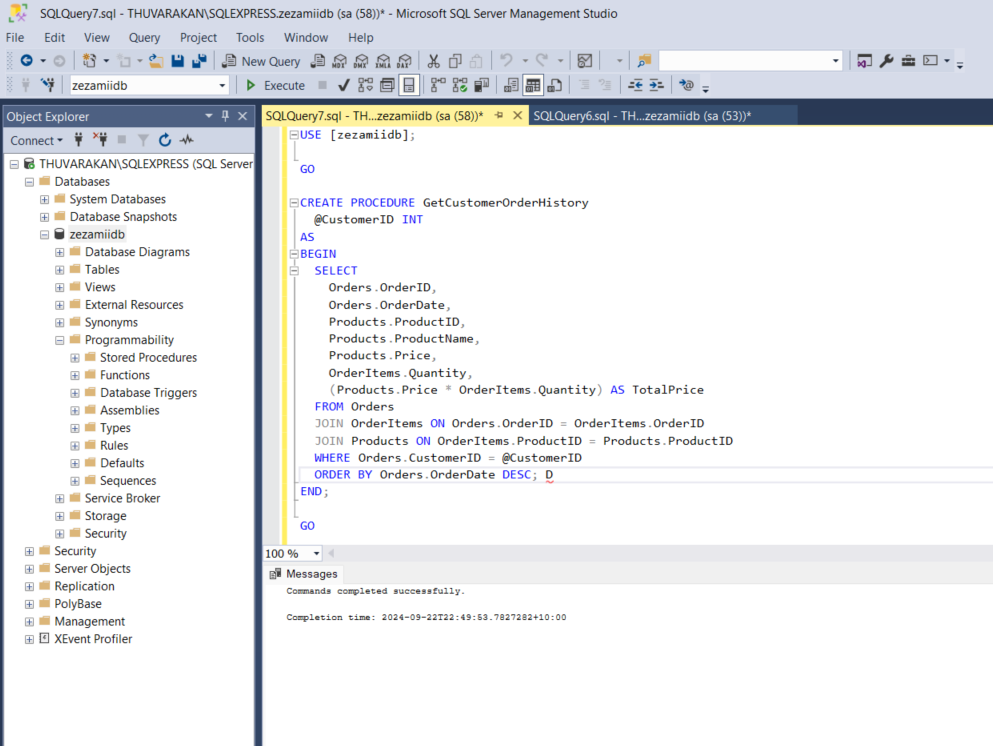 SQLQuery7.sql - THUVARAKAN\SQLEXPRESS.zezamiidb (sa (58))* - Microsoft SQL Server Management Studio
File Edit View Query Project Tools Window Help
New Query MDX DMX XMLA DAX
zezamiidb Execute
Object Explorer
Connect
THUVARAKAN\SQLEXPRESS (SQL Server
Databases
System Databases
Database Snapshots
zezamiidb
Database Diagrams
Tables
Views
External Resources
Synonyms
Programmability
Stored Procedures
Functions
Database Triggers
Assemblies
Types
Rules
Defaults
Sequences
Service Broker
Storage
Security
Security
Server Objects
Replication
PolyBase
Management
XEvent Profiler
SQLQuery7.sql - TH...zezamiidb (sa (58))* SQLQuery6.sql - TH...zezamiidb (sa (53))*
USE [zezamiidb];
GO
CREATE PROCEDURE GetCustomerOrderHistory
@CustomerID INT
AS
BEGIN
SELECT
Orders.OrderID,
Orders.OrderDate,
Products.ProductID,
Products.ProductName,
Products.Price,
OrderItems.Quantity,
(Products.Price * OrderItems.Quantity) AS TotalPrice
FROM Orders
JOIN OrderItems ON Orders.OrderID = OrderItems.OrderID
JOIN Products ON OrderItems.ProductID = Products.ProductID
WHERE Orders.CustomerID = @CustomerID
ORDER BY Orders.OrderDate DESC; D
END;
GO
100 %
Messages
Commands completed successfully.
Completion time: 2024-09-22T22:49:53.7827282+10:00